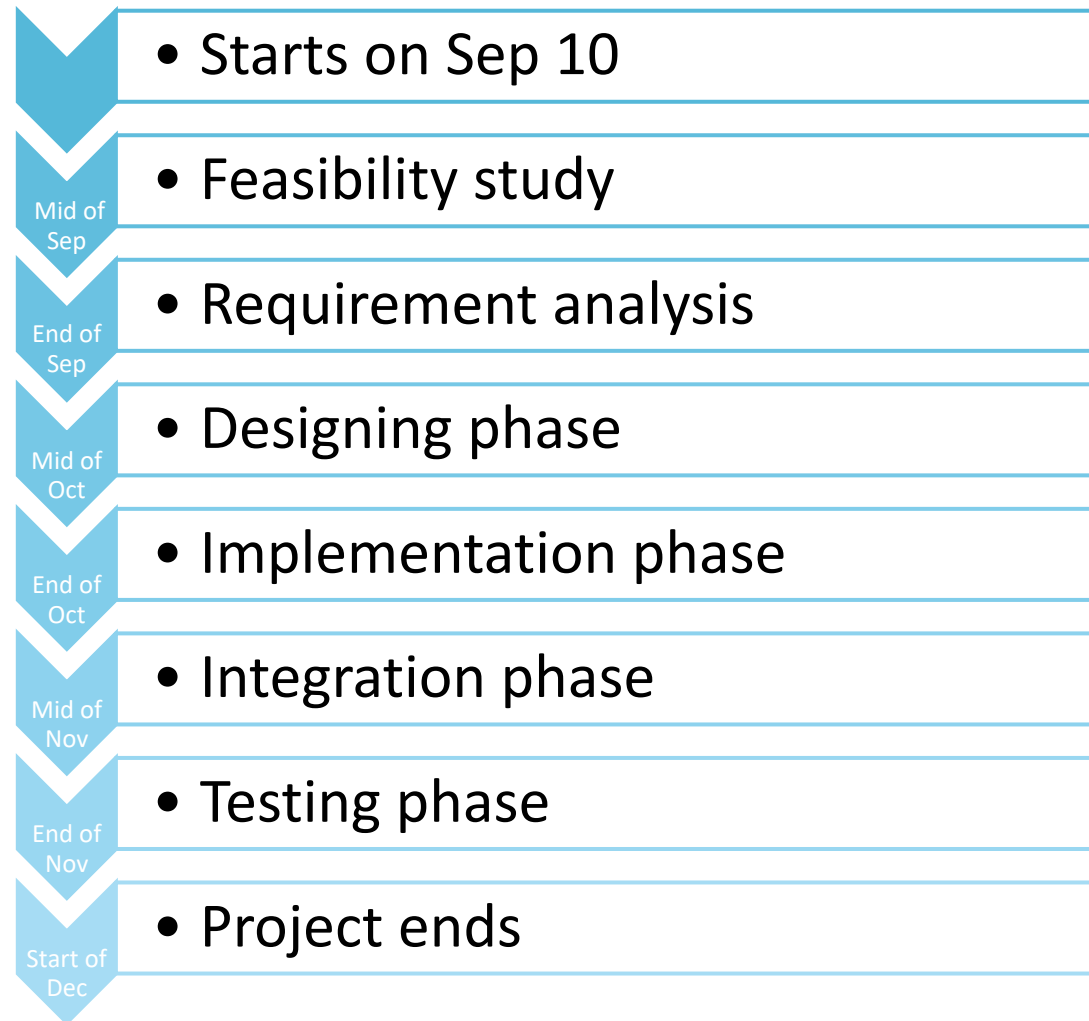 • Starts on Sep 10
Mid of
Sep
• Feasibility study
End of
Sep
• Requirement analysis
Mid of
Oct
• Designing phase
End of
Oct
• Implementation phase
Mid of
Nov
• Integration phase
End of
Nov
• Testing phase
Start of
Dec
• Project ends